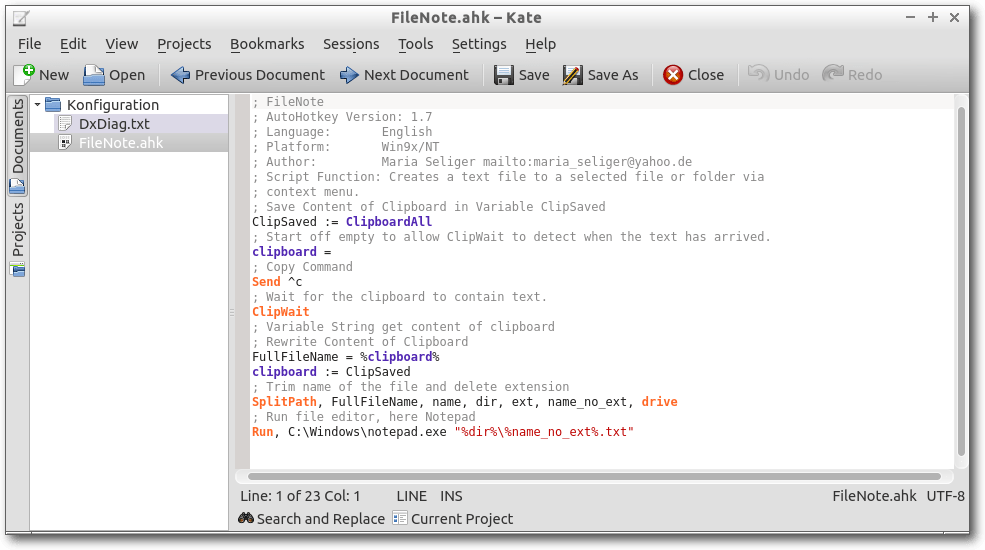 FileNote.ahk – Kate
File Edit View Projects Bookmarks Sessions Tools Settings Help
New Open Previous Document Next Document Save Save As Close Undo Redo
Documents
Projects
Konfiguration
DxDiag.txt
FileNote.ahk
; FileNote
; AutoHotkey Version: 1.7
; Language:       English
; Platform:       Win9x/NT
; Author:         Maria Seliger mailto:maria_seliger@yahoo.de
; Script Function: Creates a text file to a selected file or folder via
; context menu.
; Save Content of Clipboard in Variable ClipSaved
ClipSaved := ClipboardAll
; Start off empty to allow ClipWait to detect when the text has arrived.
clipboard =
; Copy Command
Send ^c
; Wait for the clipboard to contain text.
ClipWait
; Variable String get content of clipboard
; Rewrite Content of Clipboard
FullFileName = %clipboard%
clipboard := ClipSaved
; Trim name of the file and delete extension
SplitPath, FullFileName, name, dir, ext, name_no_ext, drive
; Run file editor, here Notepad
Run, C:\Windows\notepad.exe "%dir%\%name_no_ext%.txt"
Line: 1 of 23 Col: 1 LINE INS FileNote.ahk UTF-8
Search and Replace Current Project